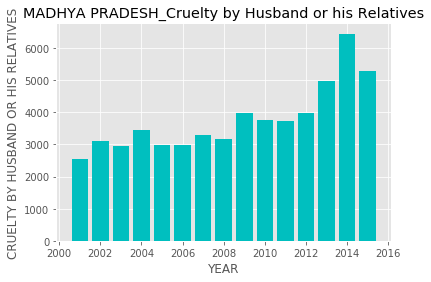 MADHYA PRADESH_Cruelty by Husband or his Relatives
CRUELTY BY HUSBAND OR HIS RELATIVES
6000
5000
4000
3000
2000
1000
0
2000 2002 2004 2006 2008 2010 2012 2014 2016
YEAR